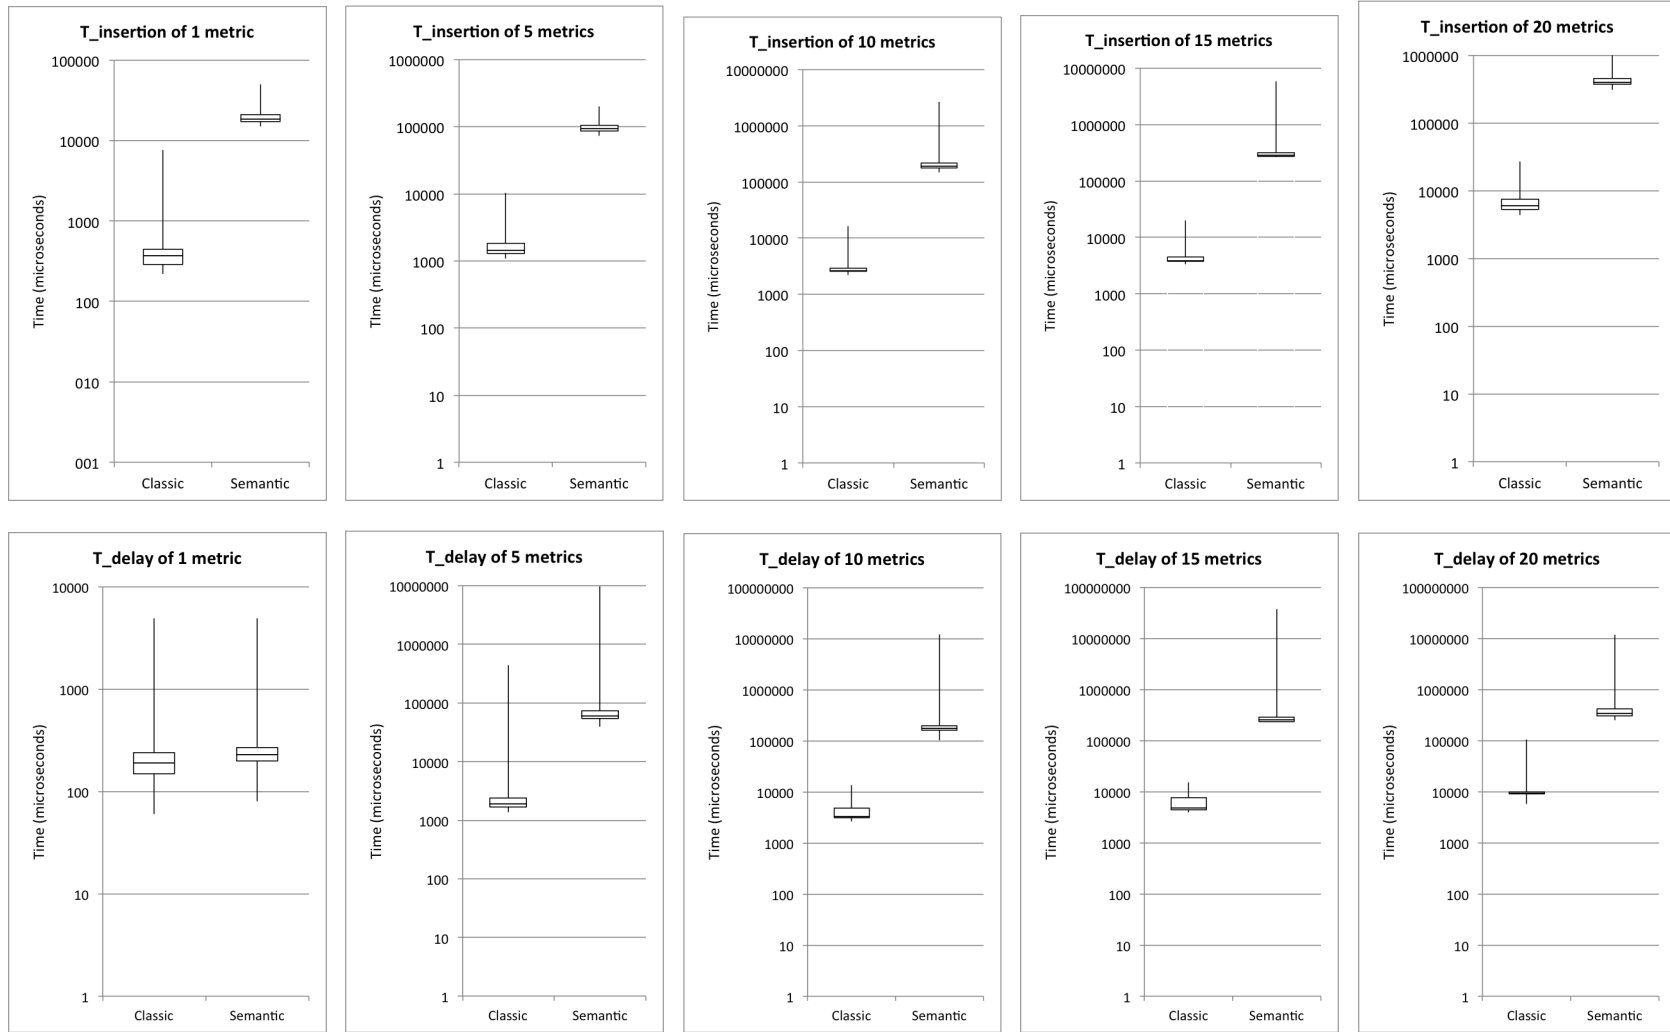 T_insertion of 1 metric
100000
10000
1000
100
010
001
Time (microseconds)
Classic Semantic
T_insertion of 5 metrics
1000000
100000
10000
1000
100
10
1
TIme (microseconds)
Classic Semantic
T_insertion of 10 metrics
10000000
1000000
100000
10000
1000
100
10
1
Time (microseconds)
Classic Semantic
T_insertion of 15 metrics
10000000
1000000
100000
10000
1000
100
10
1
Time (microseconds)
Classic Semantic
T_insertion of 20 metrics
1000000
100000
10000
1000
100
10
1
Time (microseconds)
Classic Semantic
T_delay of 1 metric
10000
1000
100
10
1
Time (microseconds)
Classic Semantic
T_delay of 5 metrics
10000000
1000000
100000
10000
1000
100
10
1
Time (microseconds)
Classic Semantic
T_delay of 10 metrics
100000000
10000000
1000000
100000
10000
1000
100
10
1
Time (microseconds)
Classic Semantic
T_delay of 15 metrics
100000000
10000000
1000000
100000
10000
1000
100
10
1
Time (microseconds)
Classic Semantic
T_delay of 20 metrics
100000000
10000000
1000000
100000
10000
1000
100
10
1
Time (microseconds)
Classic Semantic